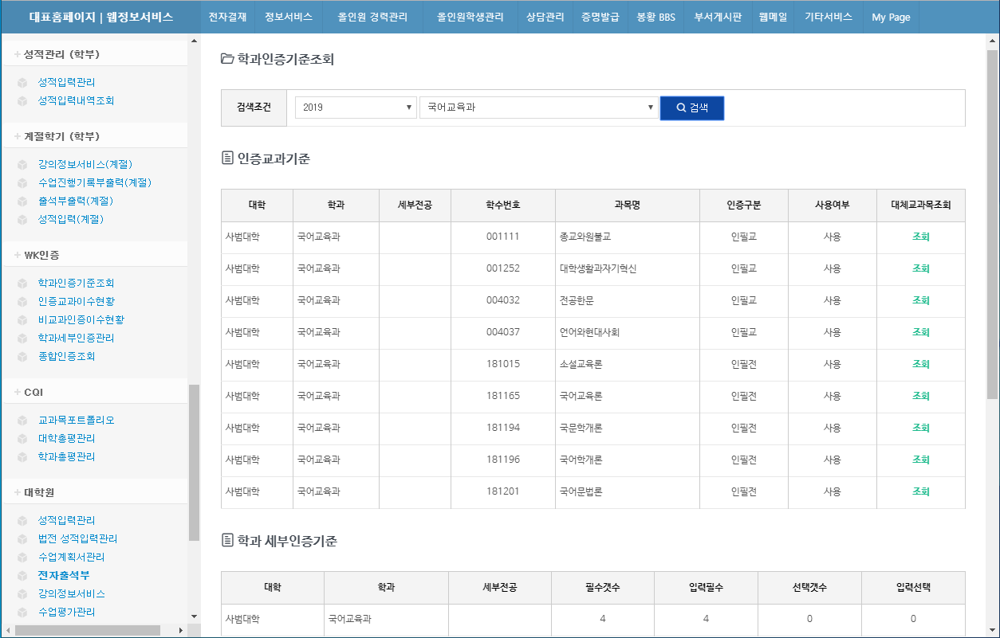 대표홈페이지 | 웹정보서비스
전자결재 정보서비스 올인원 경력관리 올인원학생관리 상담관리 증명발급 봉황 BBS 부서게시판 웹메일 기타서비스 My Page
성적관리 (학부)
성적입력관리
성적입력내역조회
계절학기 (학부)
강의정보서비스(계절)
수업진행기록부출력(계절)
출석부출력(계절)
성적입력(계절)
WK인증
학과인증기준조회
인증교과이수현황
비교과인증이수현황
학과세부인증관리
종합인증조회
CQI
교과목포트폴리오
대학총평관리
학과총평관리
대학원
성적입력관리
법전 성적입력관리
수업계획서관리
전자출석부
강의정보서비스
수업평가관리
학과인증기준조회
검색조건 2019 국어교육과 검색
인증교과기준
대학 학과 세부전공 학수번호 과목명 인증구분 사용여부 대체교과목조회
사범대학 국어교육과 001111 종교와원불교 인필교 사용 조회
사범대학 국어교육과 001252 대학생활과자기혁신 인필교 사용 조회
사범대학 국어교육과 004032 전공한문 인필교 사용 조회
사범대학 국어교육과 004037 언어와현대사회 인필교 사용 조회
사범대학 국어교육과 181015 소설교육론 인필전 사용 조회
사범대학 국어교육과 181165 국어교육론 인필전 사용 조회
사범대학 국어교육과 181194 국문학개론 인필전 사용 조회
사범대학 국어교육과 181196 국어학개론 인필전 사용 조회
사범대학 국어교육과 181201 국어문법론 인필전 사용 조회
학과 세부인증기준
대학 학과 세부전공 필수갯수 입력필수 선택갯수 입력선택
사범대학 국어교육과 4 4 0 0